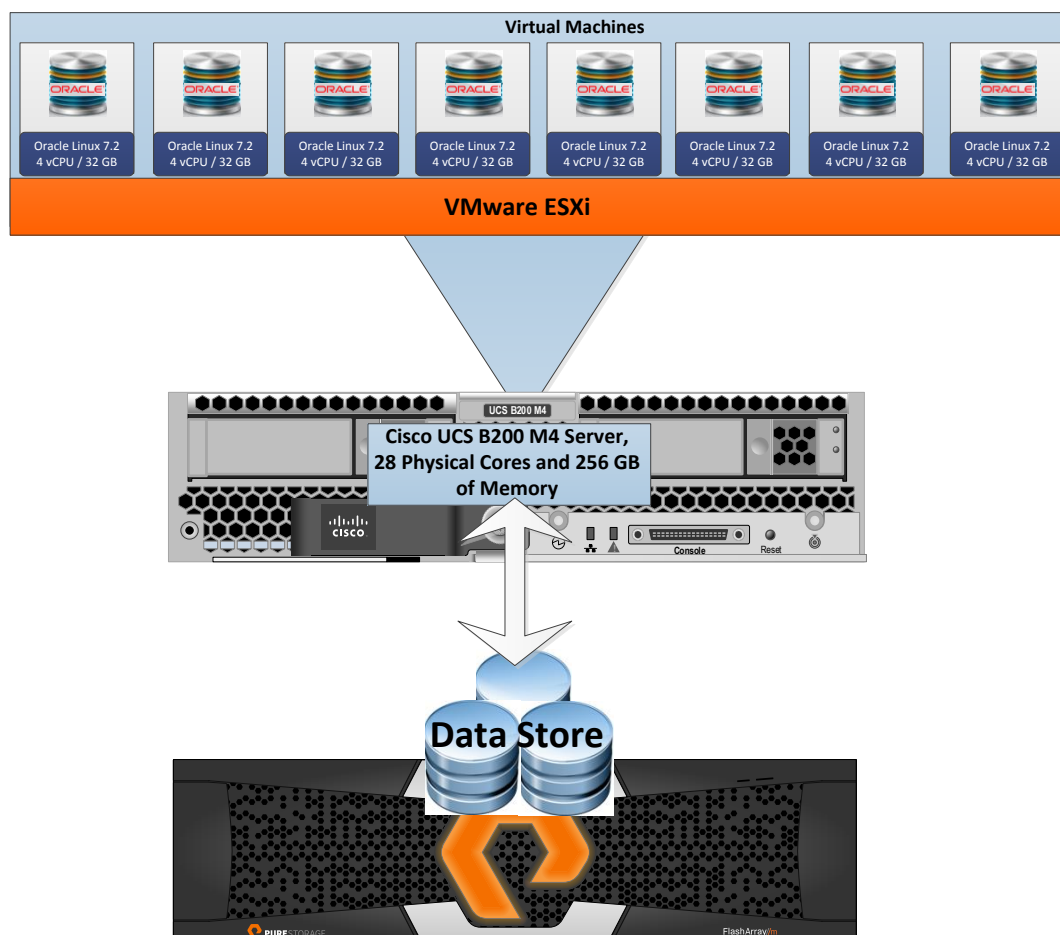 Virtual Machines
ORACLE ORACLE ORACLE ORACLE ORACLE ORACLE ORACLE ORACLE
Oracle Linux 7.2
4 vCPU / 32 GB
Oracle Linux 7.2
4 vCPU / 32 GB
Oracle Linux 7.2
4 vCPU / 32 GB
Oracle Linux 7.2
4 vCPU / 32 GB
Oracle Linux 7.2
4 vCPU / 32 GB
Oracle Linux 7.2
4 vCPU / 32 GB
Oracle Linux 7.2
4 vCPU / 32 GB
Oracle Linux 7.2
4 vCPU / 32 GB
VMware ESXi
UCS B200 M4
Cisco UCS B200 M4 Server,
28 Physical Cores and 256 GB
of Memory
CISCO
Console
Reset
Data Store
PURESTORAGE
FlashArray//m